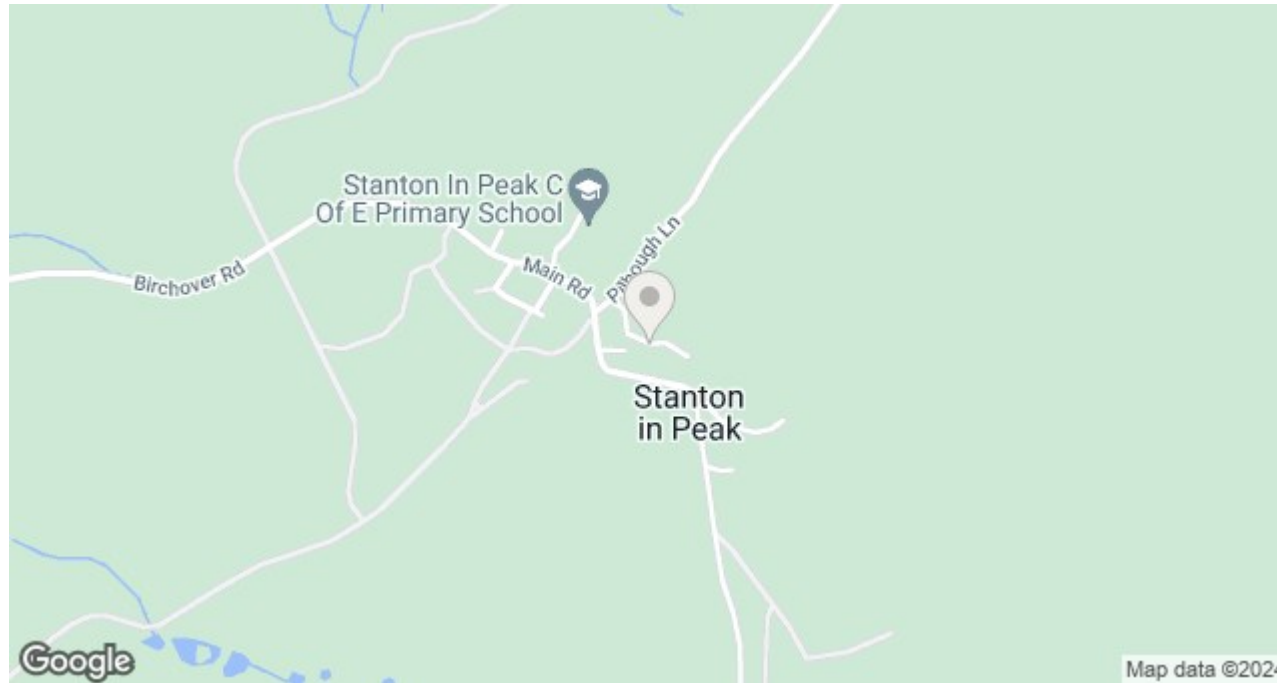 Stanton In Peak C
Of E Primary School
Pilhough Ln
Birchover Rd
Main Rd
Stanton
in Peak
Google
Map data ©2024